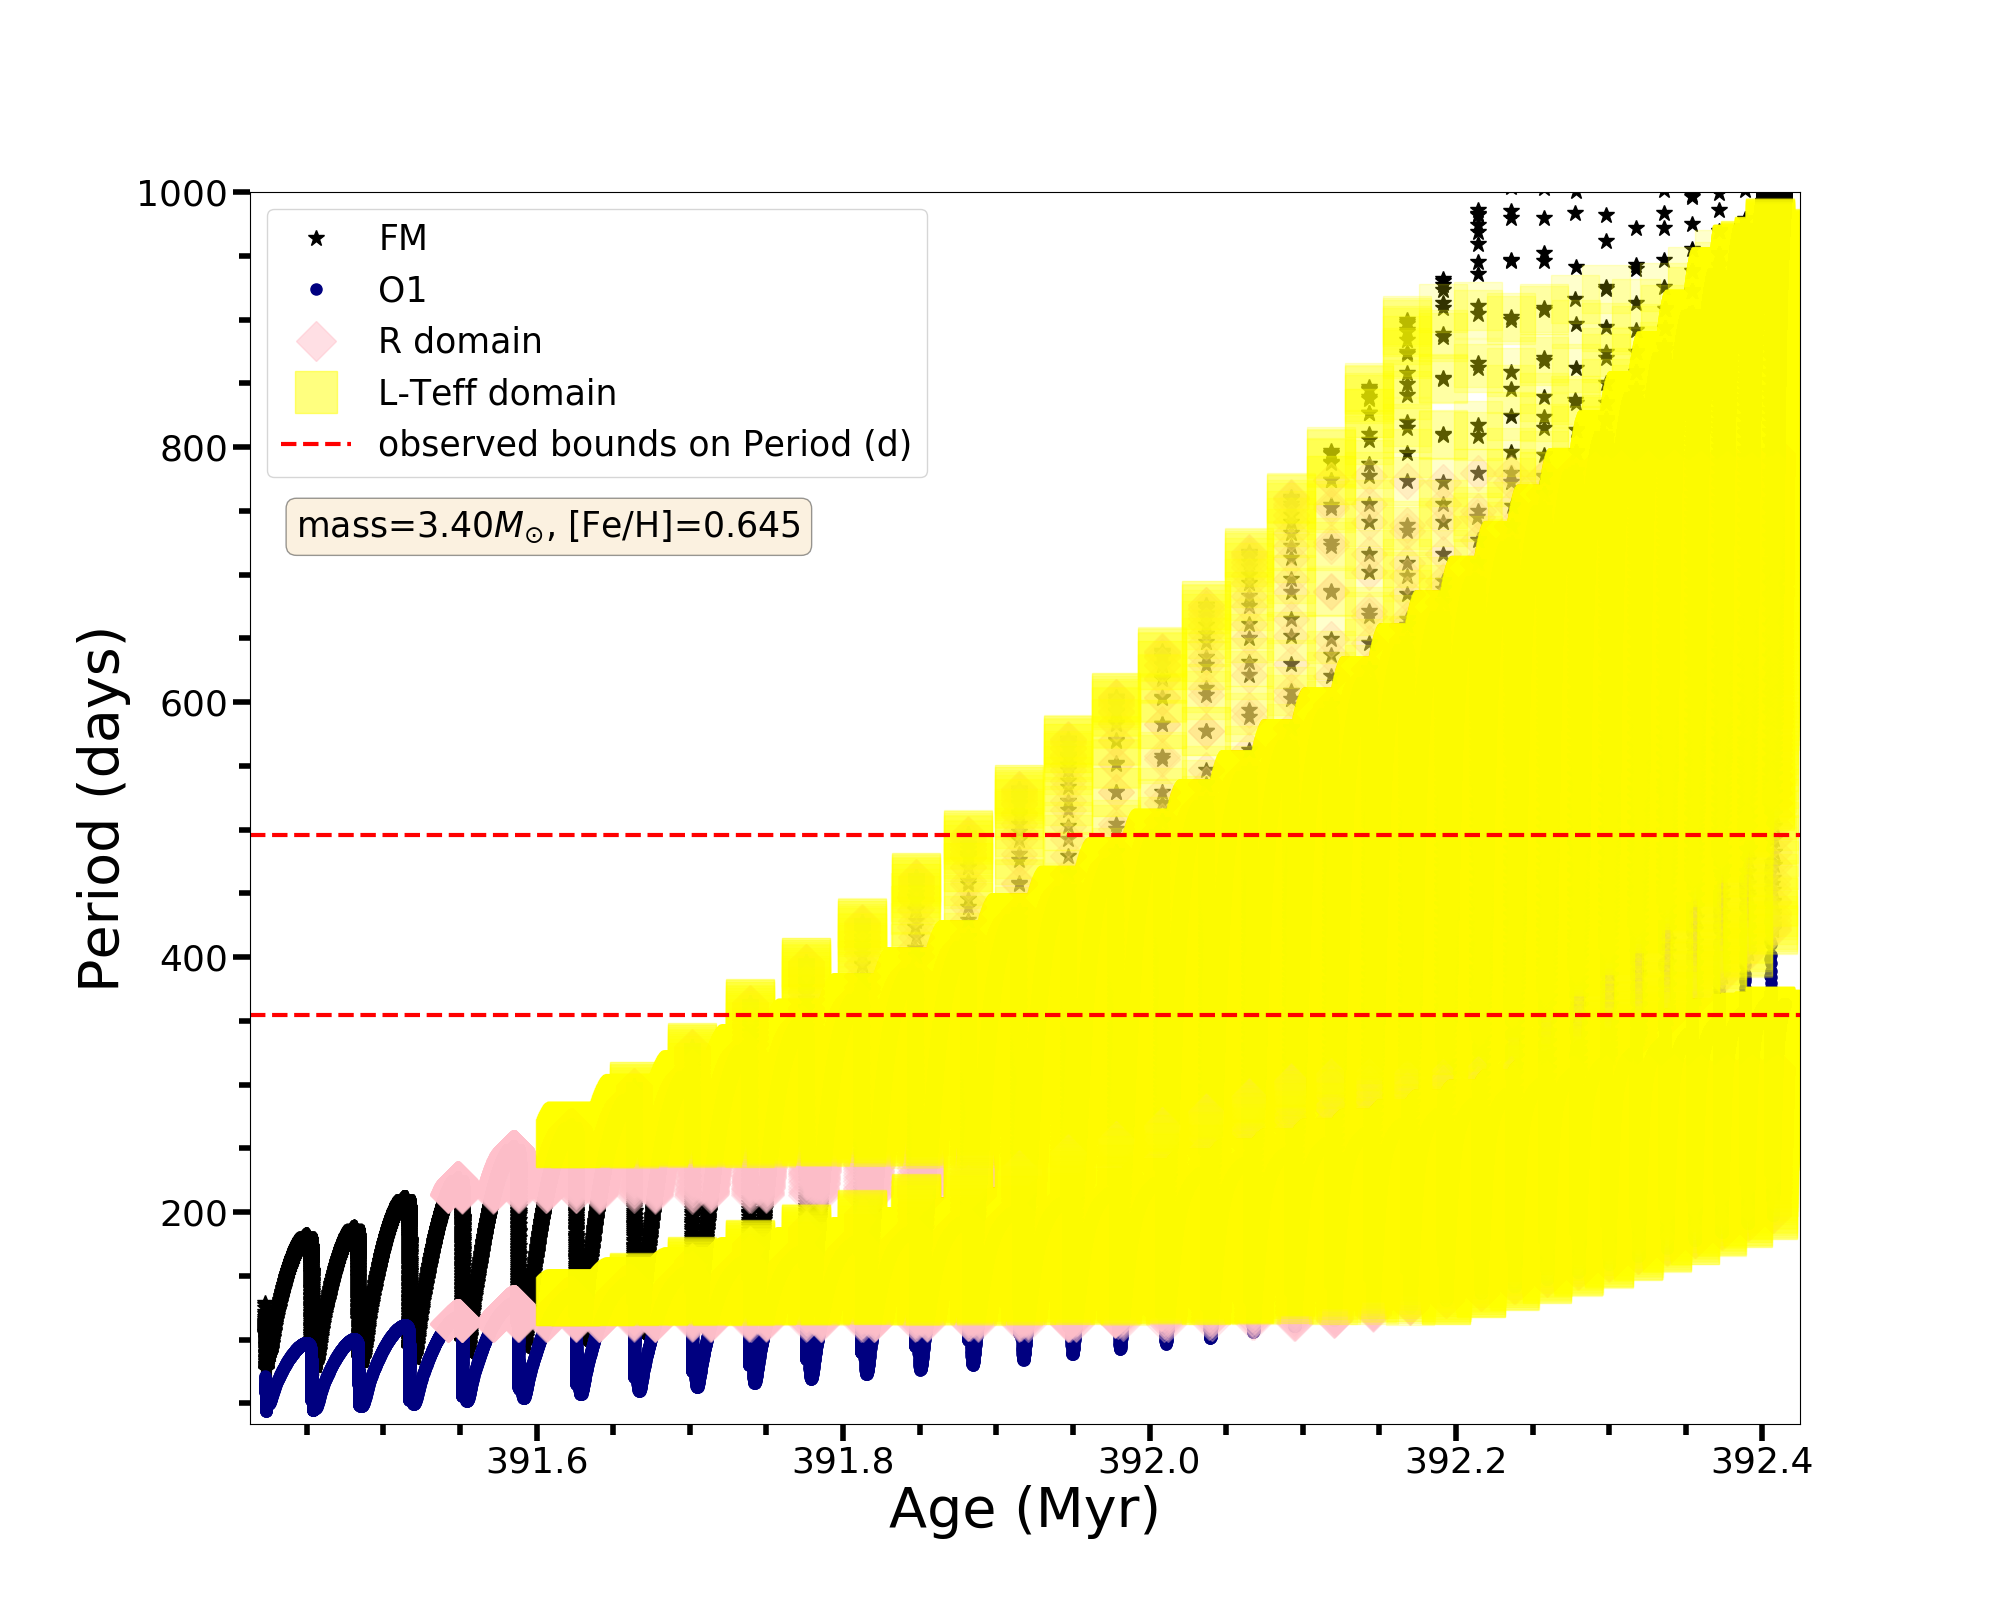 1000
800
600
400
200
Period (days)
FM
O1
R domain
L-Teff domain
observed bounds on Period (d)
mass=3.40M⊙, [Fe/H]=0.645
391.6 391.8 392.0 392.2 392.4
Age (Myr)